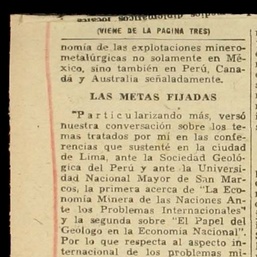 (VIENE DE LA PAGINA TRES)
nomía de las explotaciones minero-
metalúrgicas no solamente en Mé-
xico, sino también en Perú, Cana-
dá y Australia señaladamente.
LAS METAS FIJADAS
"Particularizando más, versó
nuestra conversación sobre los te-
mas tratados por mí en las confe-
rencias que sustenté en la ciudad
de Lima, ante la Sociedad Geológi-
ca del Perú y ante la Universi-
dad Nacional Mayor de San Mar-
cos, la primera acerca de "La Eco-
nomía Minera de las Naciones An-
te los Problemas Internacionales"
y la segunda sobre "El Papel del
Geólogo en la Economía Nacional".
Por lo que respecta al aspecto in-
ternacional de los problemas mi-